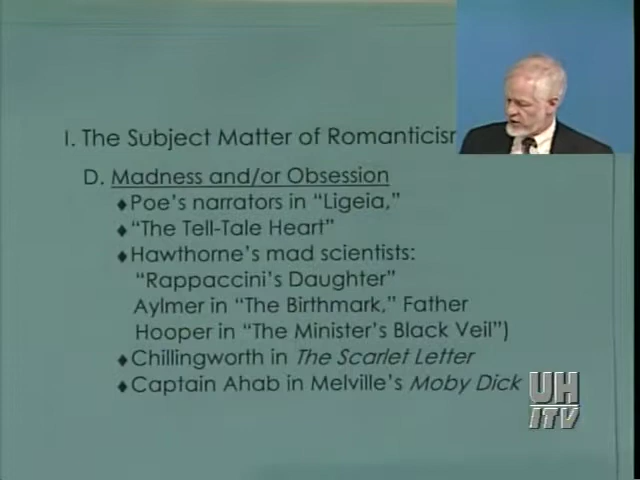 I. The Subject Matter of Romanticism
D. Madness and/or Obsession
♦Poe's narrators in "Ligeia,"
♦"The Tell-Tale Heart"
♦Hawthorne's mad scientists:
"Rappaccini's Daughter"
Aylmer in "The Birthmark," Father
Hooper in "The Minister's Black Veil")
♦Chillingworth in The Scarlet Letter
♦Captain Ahab in Melville's Moby Dick
UH
ITV